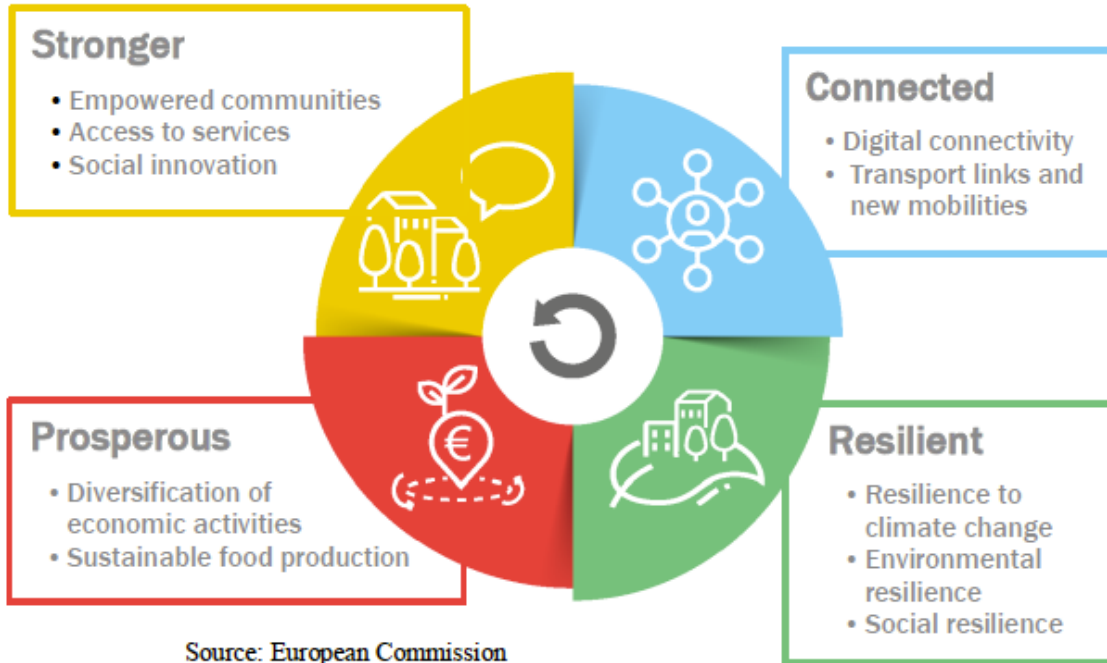 Stronger
• Empowered communities
• Access to services
• Social innovation
Connected
• Digital connectivity
• Transport links and
new mobilities
Prosperous
• Diversification of
economic activities
• Sustainable food production
€
Resilient
• Resilience to
climate change
• Environmental
resilience
• Social resilience
Source: European Commission